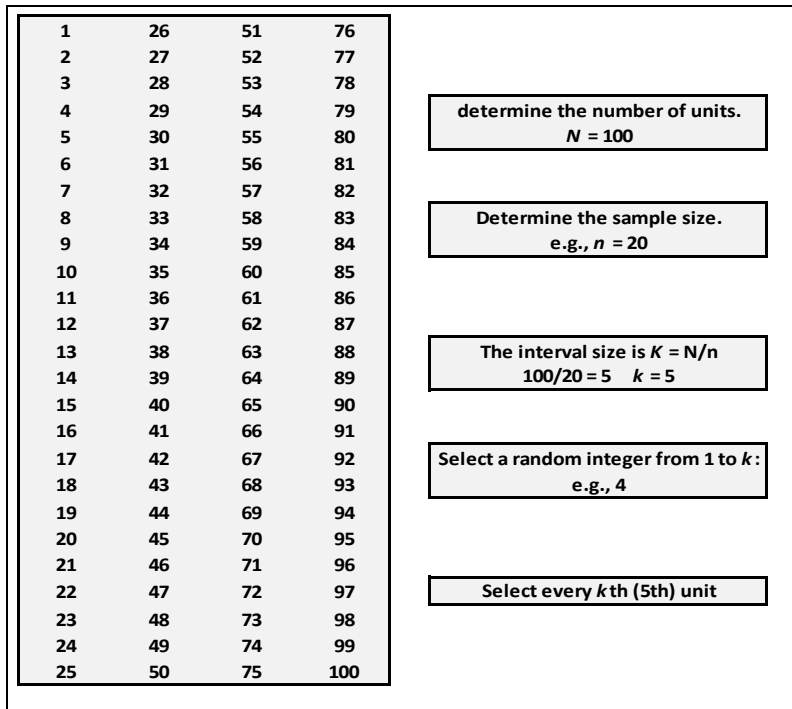 1 26 51 76
2 27 52 77
3 28 53 78
4 29 54 79
5 30 55 80
6 31 56 81
7 32 57 82
8 33 58 83
9 34 59 84
10 35 60 85
11 36 61 86
12 37 62 87
13 38 63 88
14 39 64 89
15 40 65 90
16 41 66 91
17 42 67 92
18 43 68 93
19 44 69 94
20 45 70 95
21 46 71 96
22 47 72 97
23 48 73 98
24 49 74 99
25 50 75 100
determine the number of units.
N = 100
Determine the sample size.
e.g., n = 20
The interval size is K = N/n
100/20 = 5 k = 5
Select a random integer from 1 to k:
e.g., 4
Select every kth (5th) unit